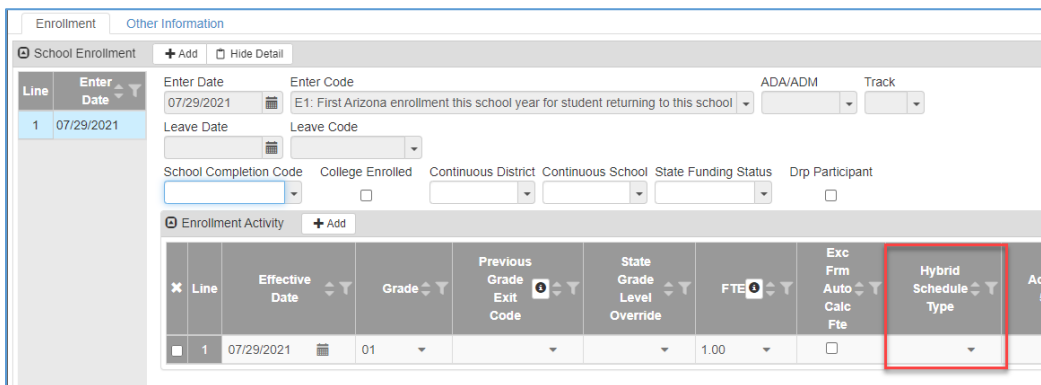 Enrollment Other Information
School Enrollment Add Hide Detail
Line Enter Date
1 07/29/2021
Enter Date Enter Code ADA/ADM Track
07/29/2021 E1: First Arizona enrollment this school year for student returning to this school
Leave Date Leave Code
School Completion Code College Enrolled Continuous District Continuous School State Funding Status Drp Participant
Enrollment Activity Add
Line Effective Date Grade Previous Grade Exit Code State Grade Level Override FTE Exc Frm Auto Calc Fte Hybrid Schedule Type
1 07/29/2021 01 1.00